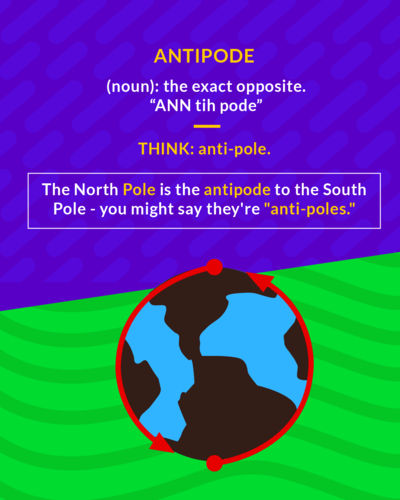 ANTIPODE
(noun): the exact opposite.
“ANN tih pode”
THINK: anti-pole.
The North Pole is the antipode to the South
Pole - you might say they're "anti-poles."